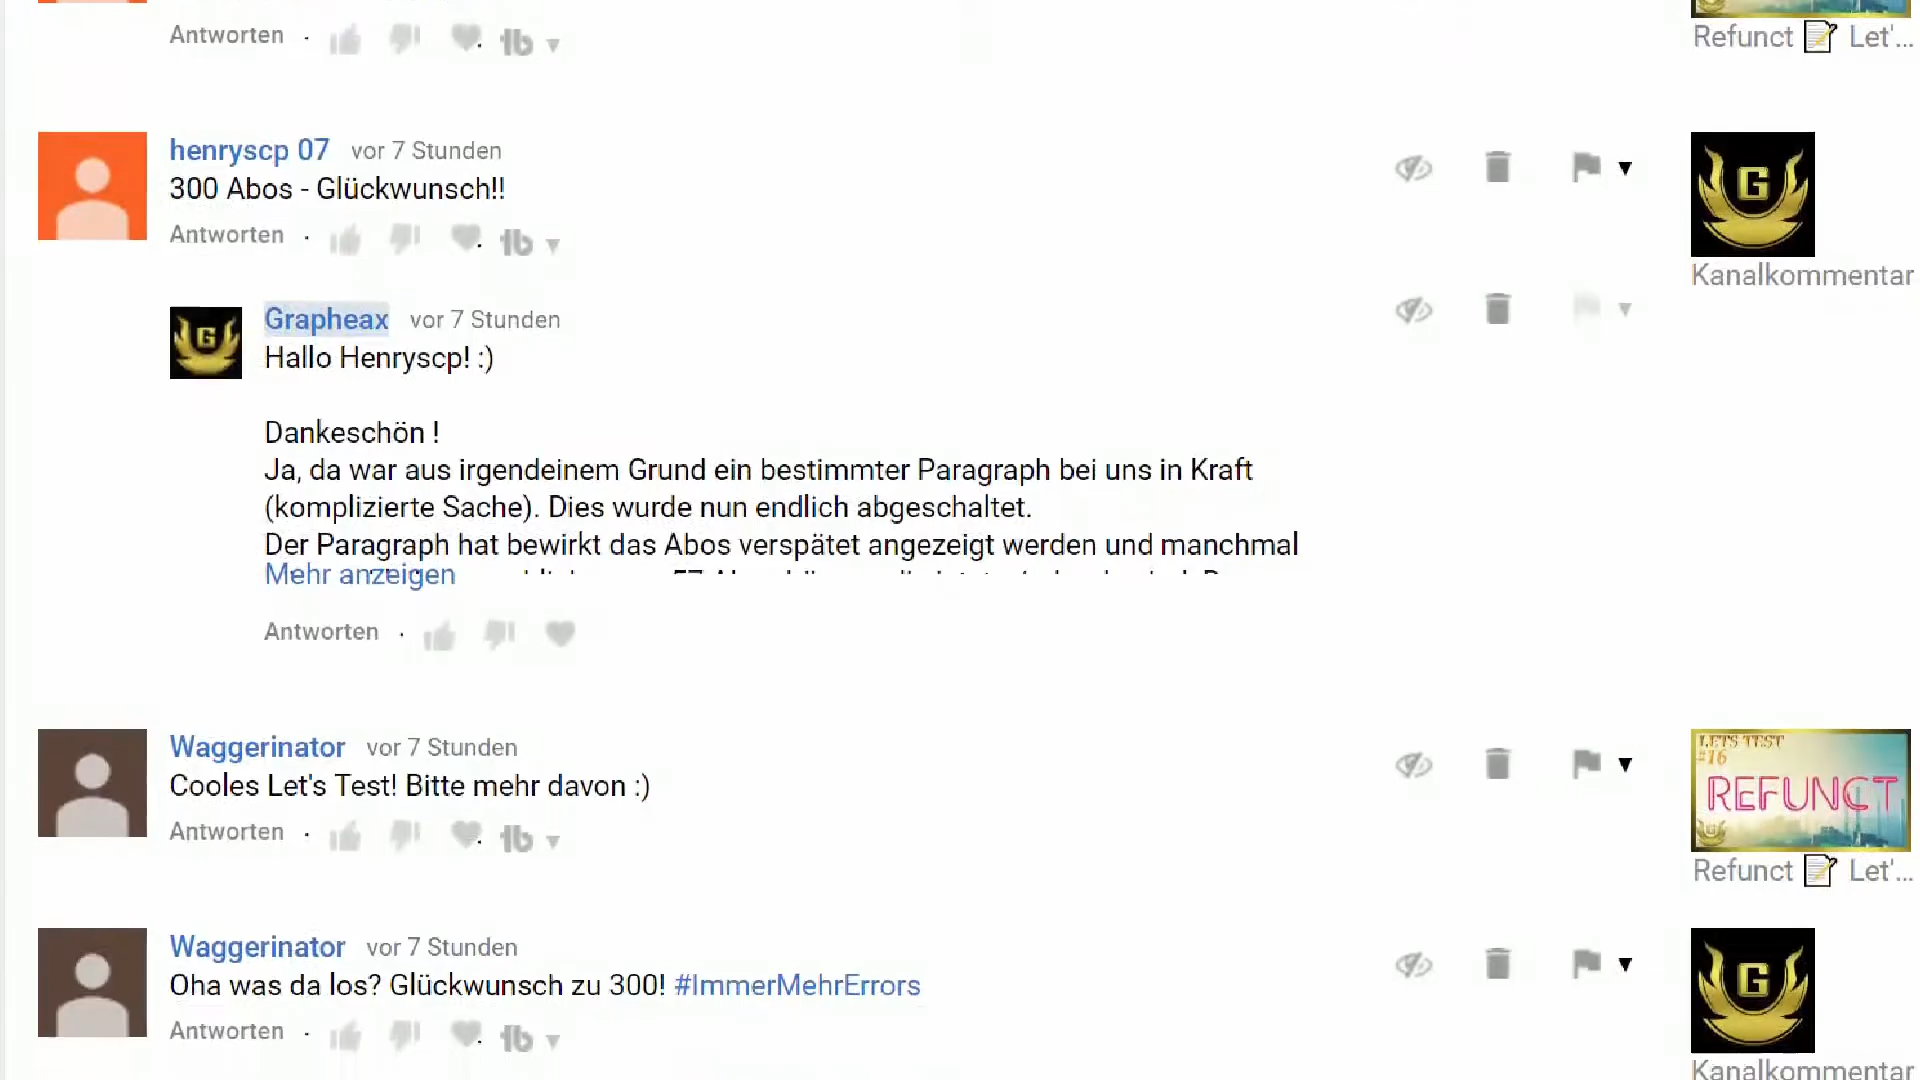 Antworten
Refunct 📝 Let'...
henryscp 07 vor 7 Stunden
300 Abos - Glückwunsch!!
Antworten
G
Kanalkommentar
G
Grapheax vor 7 Stunden
Hallo Henryscp! :)
Dankeschön !
Ja, da war aus irgendeinem Grund ein bestimmter Paragraph bei uns in Kraft
(komplizierte Sache). Dies wurde nun endlich abgeschaltet.
Der Paragraph hat bewirkt das Abos verspätet angezeigt werden und manchmal
Mehr anzeigen
Antworten
Waggerinator vor 7 Stunden
Cooles Let's Test! Bitte mehr davon :)
Antworten
LETS TEST
#16
REFUNCT
Refunct 📝 Let'...
Waggerinator vor 7 Stunden
Oha was da los? Glückwunsch zu 300! #ImmerMehrErrors
Antworten
G
Kanalkommentar